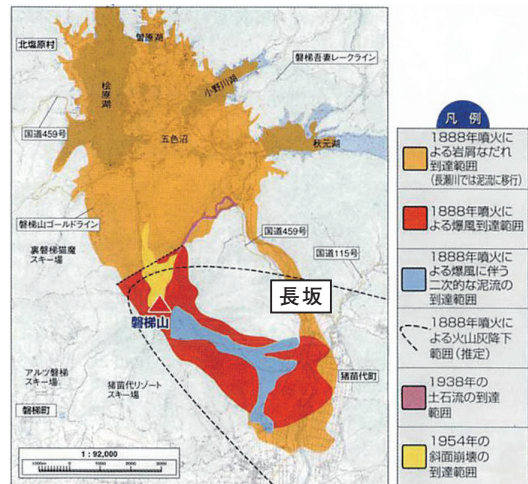 北塩原村
曽原湖
磐梯吾妻レークライン
桧原湖
小野川湖
国道459号
五色沼
秋元湖
磐梯山ゴールドライン
国道459号
国道115号
裏磐梯猫魔
スキー場
長坂
磐梯山
アルツ磐梯
スキー場
猪苗代リゾート
スキー場
猪苗代町
磐梯町
1:92,000
凡例
1888年噴火に
よる岩屑なだれ
到達範囲
(長瀬川では泥流に移行)
1888年噴火に
よる爆風到達範囲
1888年噴火
による爆風に伴う
二次的な泥流の
到達範囲
1888年噴火に
よる火山灰降下
範囲(推定)
1938年の
土石流の到達
範囲
1954年の
斜面崩壊の
到達範囲